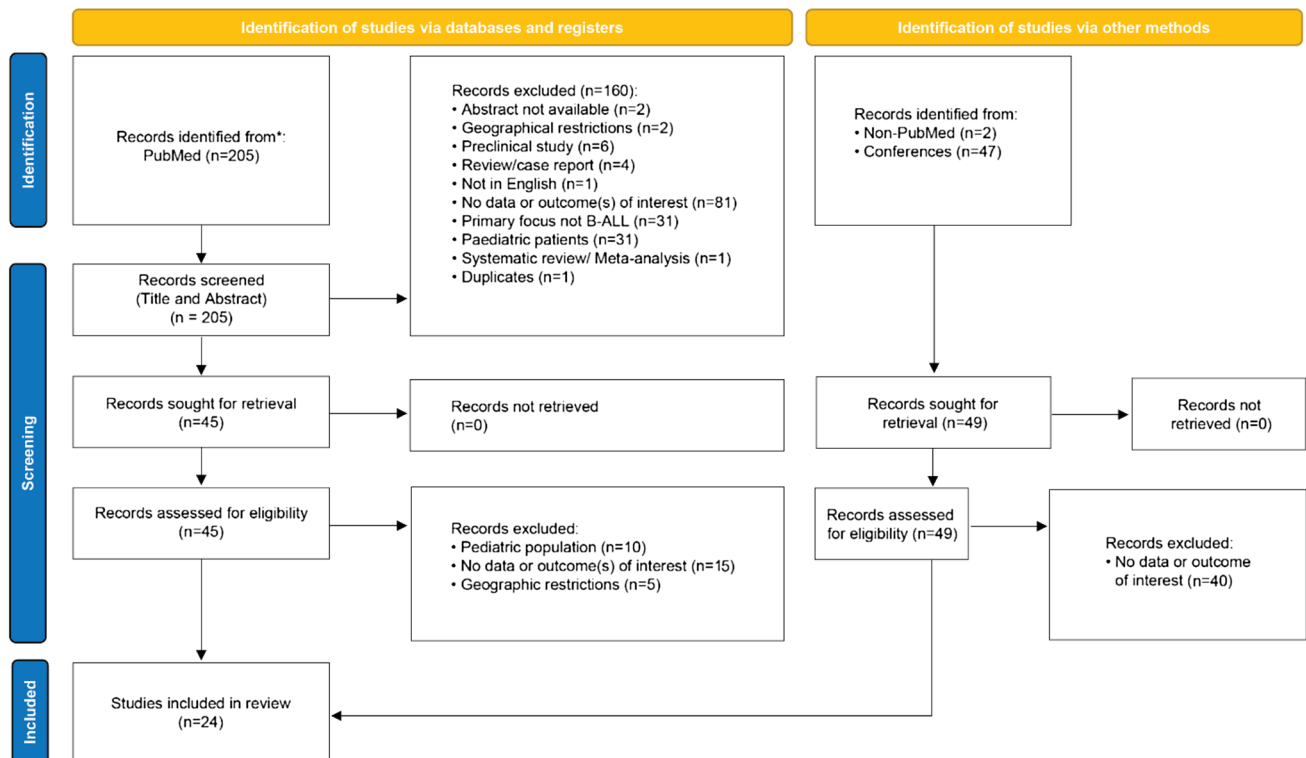 Identification of studies via databases and registers
Identification of studies via other methods
Identification
Records identified from*:
PubMed (n=205)
Records excluded (n=160):
• Abstract not available (n=2)
• Geographical restrictions (n=2)
• Preclinical study (n=6)
• Review/case report (n=4)
• Not in English (n=1)
• No data or outcome(s) of interest (n=81)
• Primary focus not B-ALL (n=31)
• Paediatric patients (n=31)
• Systematic review/ Meta-analysis (n=1)
• Duplicates (n=1)
Records identified from:
• Non-PubMed (n=2)
• Conferences (n=47)
Screening
Records screened
(Title and Abstract)
(n = 205)
Records sought for retrieval
(n=45)
Records not retrieved
(n=0)
Records sought for
retrieval (n=49)
Records not
retrieved (n=0)
Records assessed for eligibility
(n=45)
Records excluded:
• Pediatric population (n=10)
• No data or outcome(s) of interest (n=15)
• Geographic restrictions (n=5)
Records assessed
for eligibility (n=49)
Records excluded:
• No data or outcome
of interest (n=40)
Included
Studies included in review
(n=24)